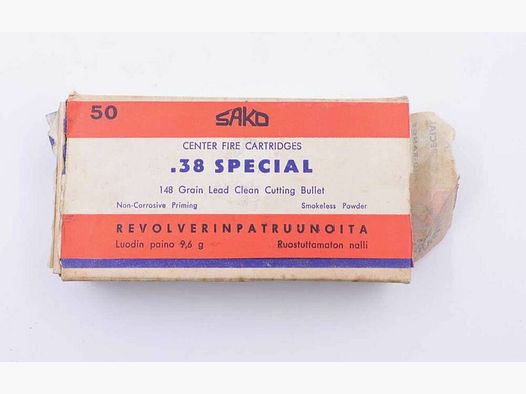 50
SAKO
CENTER FIRE CARTRIDGES
.38 SPECIAL
148 Grain Lead Clean Cutting Bullet
Non-Corrosive Priming Smokeless Powder
REVOLVERINPATRUUNOITA
Luodin paino 9,6 g Ruostuttamaton nalli
SPECIAL